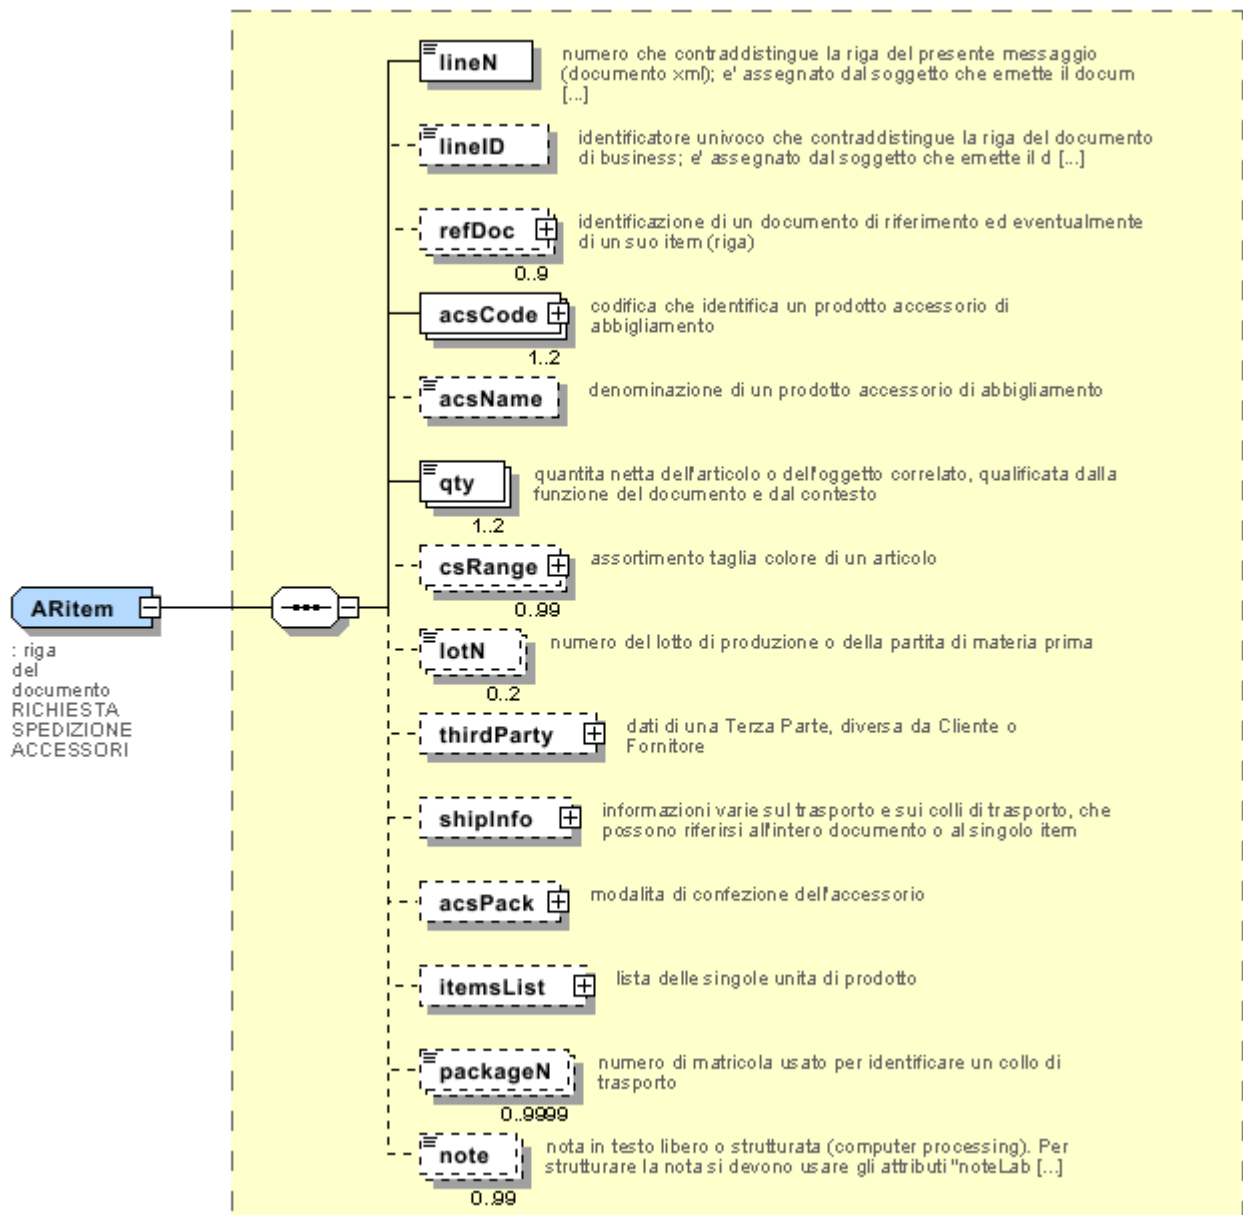 lineN
numero che contraddistingue la riga del presente messaggio
(documento xml); e' assegnato dal soggetto che emette il docum
[...]
lineID
identificatore univoco che contraddistingue la riga del documento
di business; e' assegnato dal soggetto che emette il d [...]
refDoc
0..9
identificazione di un documento di riferimento ed eventualmente
di un suo item (riga)
acsCode
1..2
codifica che identifica un prodotto accessorio di
abbigliamento
acsName
denominazione di un prodotto accessorio di abbigliamento
qty
1..2
quantita netta dell'articolo o dell'oggetto correlato, qualificata dalla
funzione del documento e dal contesto
csRange
0..99
assortimento taglia colore di un articolo
ARitem
: riga
del
documento
RICHIESTA
SPEDIZIONE
ACCESSORI
lotN
0..2
numero del lotto di produzione o della partita di materia prima
thirdParty
dati di una Terza Parte, diversa da Cliente o
Fornitore
shipInfo
informazioni varie sul trasporto e sui colli di trasporto, che
possono riferirsi all'intero documento o al singolo item
acsPack
modalita di confezione dell'accessorio
itemsList
lista delle singole unita di prodotto
packageN
0..9999
numero di matricola usato per identificare un collo di
trasporto
note
0..99
nota in testo libero o strutturata (computer processing). Per
strutturare la nota si devono usare gli attributi "noteLab [...]